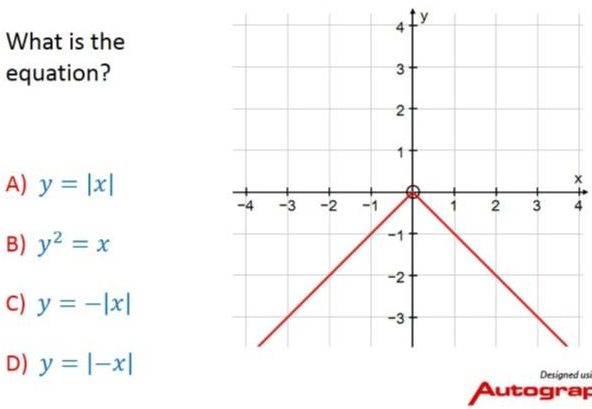 What is the
equation?
A) y = |x|
B) y² = x
C) y = −|x|
D) y = |−x|
y
4
3
2
1
x
-4 -3 -2 -1 1 2 3 4
-1
-2
-3
Designed usi
Autograp